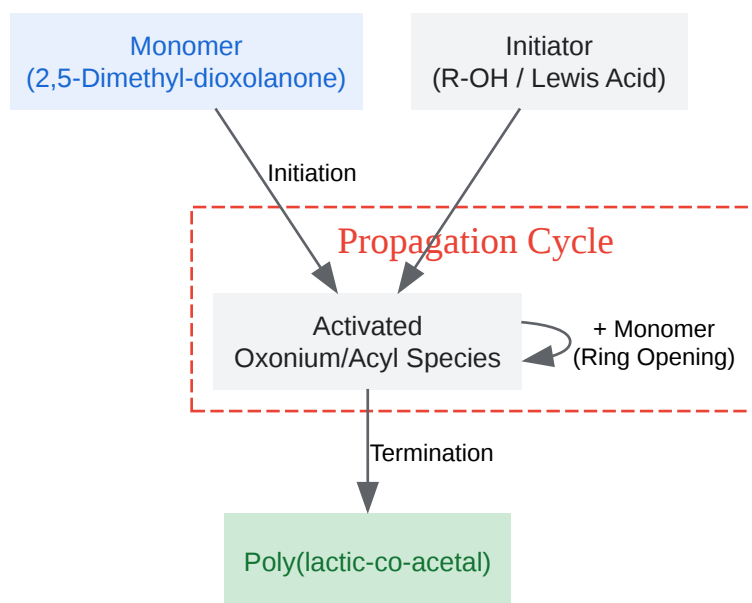 Monomer
(2,5-Dimethyl-dioxolanone)
Initiator
(R-OH / Lewis Acid)
Initiation
Propagation Cycle
Activated
Oxonium/Acyl Species
+ Monomer
(Ring Opening)
Termination
Poly(lactic-co-acetal)